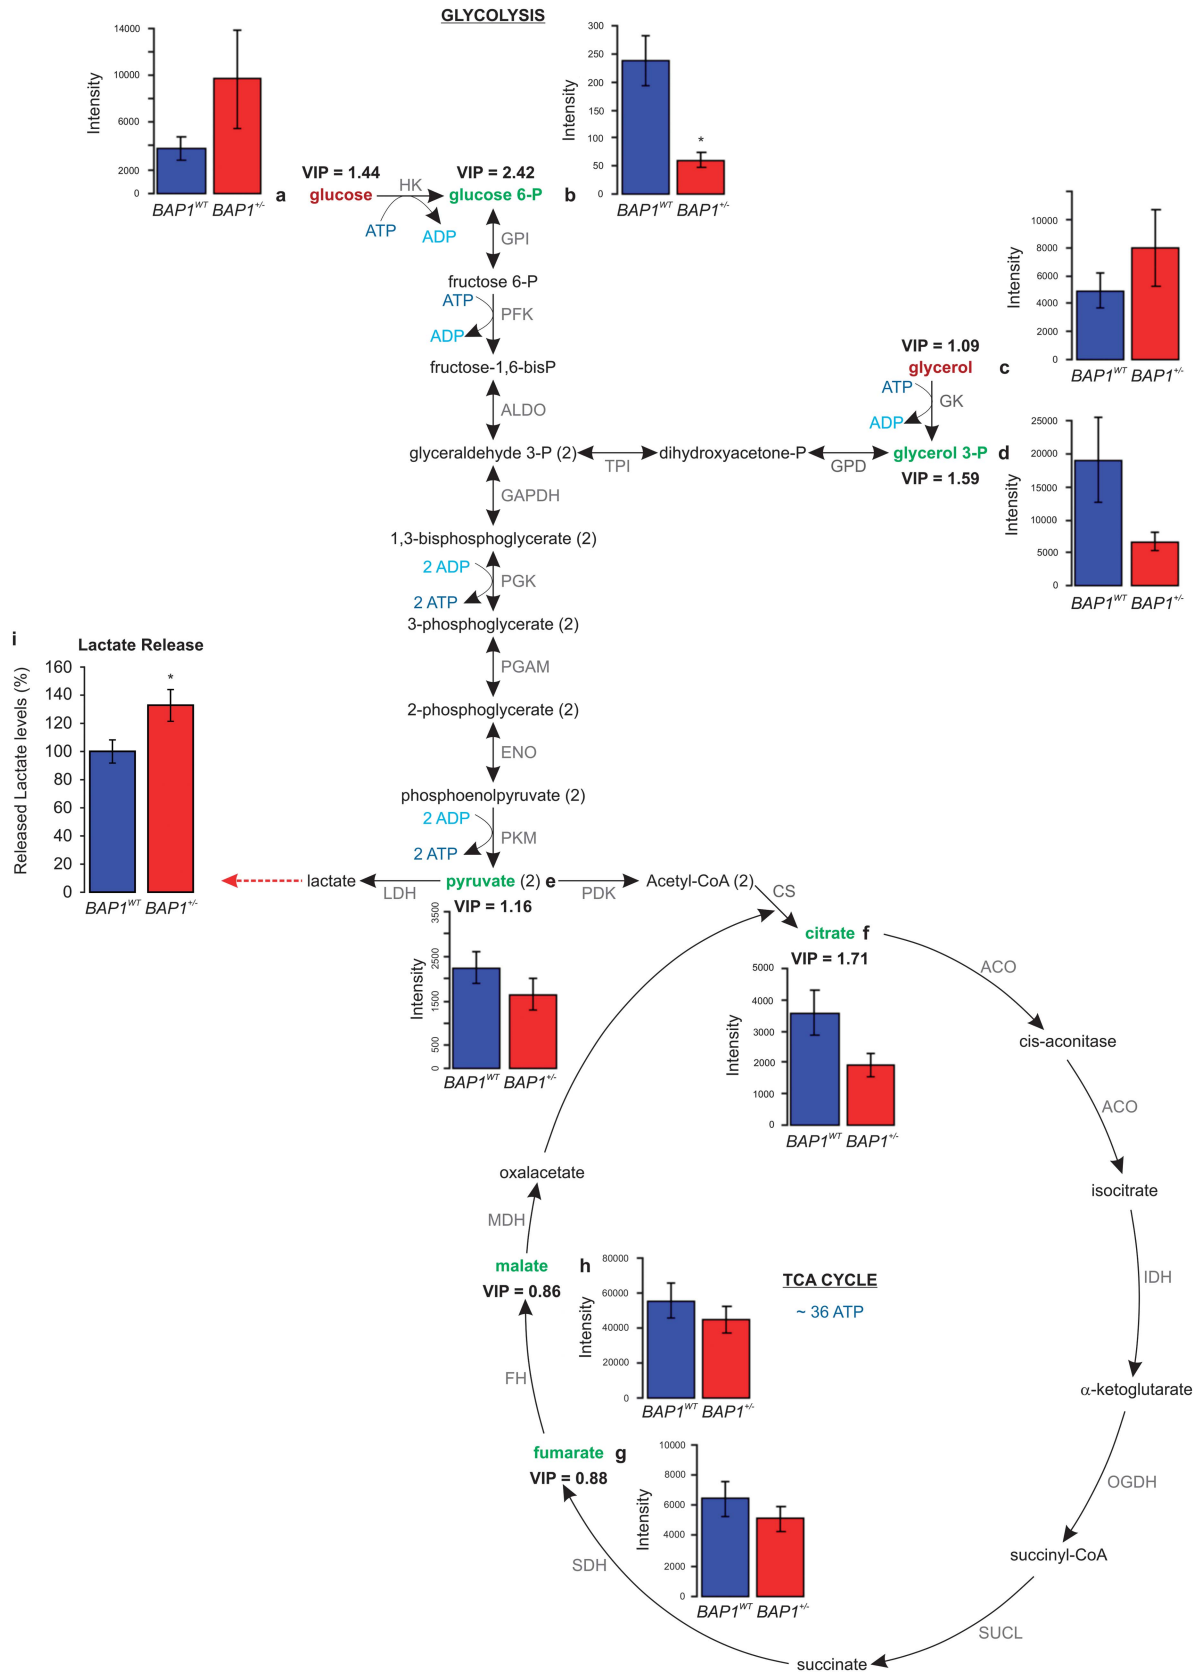 GLYCOLYSIS
14000
10000
6000
2000
0
Intensity
BAP1WT BAP1+/-
a
300
250
200
150
100
50
0
Intensity
*
BAP1WT BAP1+/-
b
VIP = 1.44
glucose
HK
ATP
ADP
VIP = 2.42
glucose 6-P
GPI
fructose 6-P
ATP
PFK
ADP
fructose-1,6-bisP
ALDO
glyceraldehyde 3-P (2)
TPI
dihydroxyacetone-P
GPD
glycerol 3-P
d
VIP = 1.59
VIP = 1.09
glycerol
c
ATP
GK
ADP
10000
8000
6000
4000
2000
0
Intensity
BAP1WT BAP1+/-
25000
20000
15000
10000
5000
0
Intensity
BAP1WT BAP1+/-
GAPDH
1,3-bisphosphoglycerate (2)
2 ADP
PGK
2 ATP
3-phosphoglycerate (2)
PGAM
2-phosphoglycerate (2)
ENO
phosphoenolpyruvate (2)
2 ADP
PKM
2 ATP
i
Lactate Release
160
140
120
100
80
60
40
20
0
Released Lactate levels (%)
*
BAP1WT BAP1+/-
lactate
LDH
pyruvate (2) e
PDK
Acetyl-CoA (2)
CS
VIP = 1.16
3500
2500
1500
500
0
Intensity
BAP1WT BAP1+/-
citrate f
VIP = 1.71
5000
4000
3000
2000
1000
0
Intensity
BAP1WT BAP1+/-
ACO
cis-aconitase
ACO
isocitrate
IDH
α-ketoglutarate
OGDH
succinyl-CoA
SUCL
succinate
SDH
fumarate g
VIP = 0.88
10000
8000
6000
4000
2000
0
Intensity
BAP1WT BAP1+/-
FH
malate
VIP = 0.86
h
80000
60000
40000
20000
0
Intensity
BAP1WT BAP1+/-
MDH
oxalacetate
TCA CYCLE
~ 36 ATP